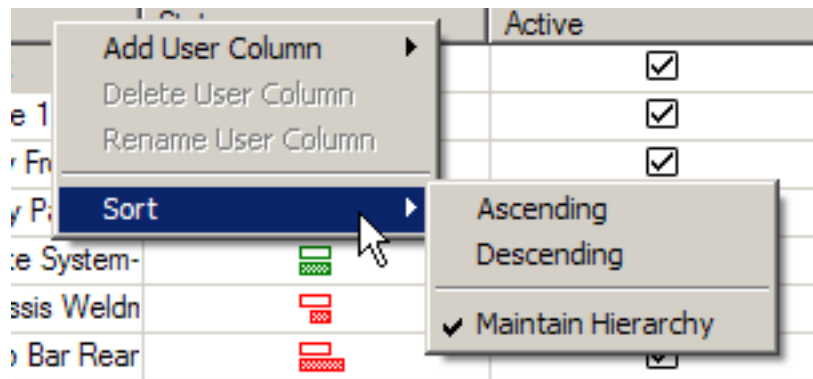 Active
Add User Column
Delete User Column
e 1
Rename User Column
Sort
Ascending
e System-
Descending
ssis Weldn
Maintain Hierarchy
Bar Rear